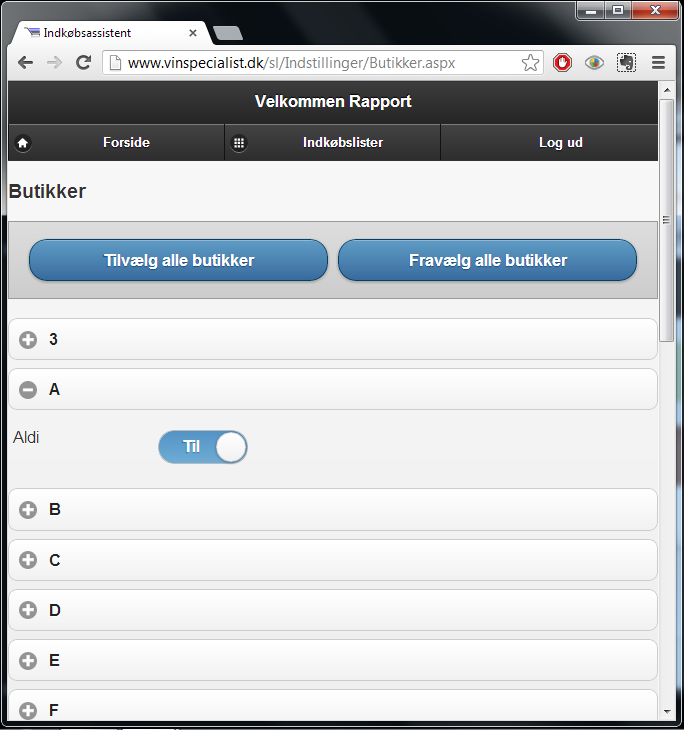 Indkøbsassistent
www.vinspecialist.dk/sl/Indstillinger/Butikker.aspx
Velkommen Rapport
Forside Indkøbslister Log ud
Butikker
Tilvælg alle butikker Fravælg alle butikker
3
A
Aldi Til
B
C
D
E
F